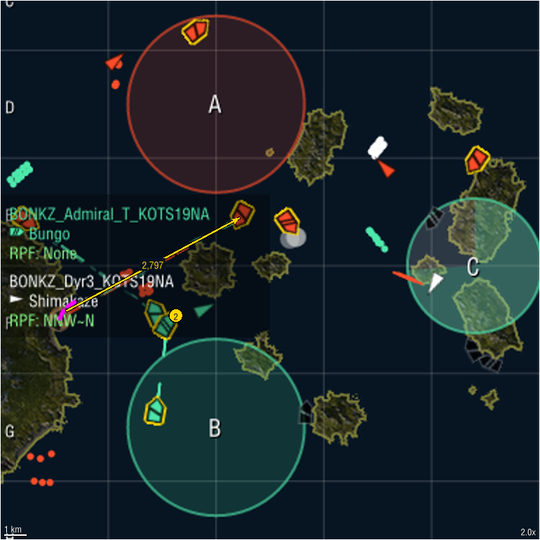 C
A
D
BONKZ_Admiral_T_KOTS19NA
Bungo
RPF: None
2.797
BONKZ_Dyr3_KOTS19NA
Shimakaze
RPF: NNW~N
2
C
F
B
G
1 km
2.0x